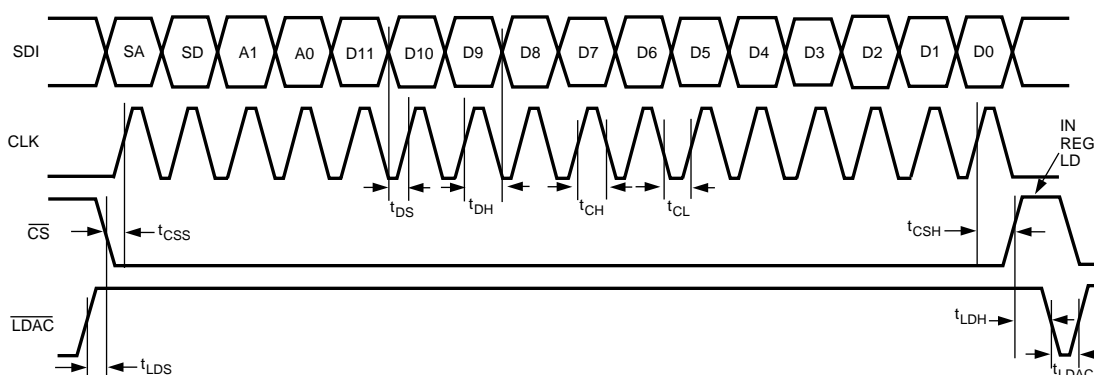 SDI SA SD A1 A0 D11 D10 D9 D8 D7 D6 D5 D4 D3 D2 D1 D0
CLK
IN
REG
LD
tDS tDH tCH tCL
CS
tCSS tCSH
LDAC
tLDH
tLDS tLDAC